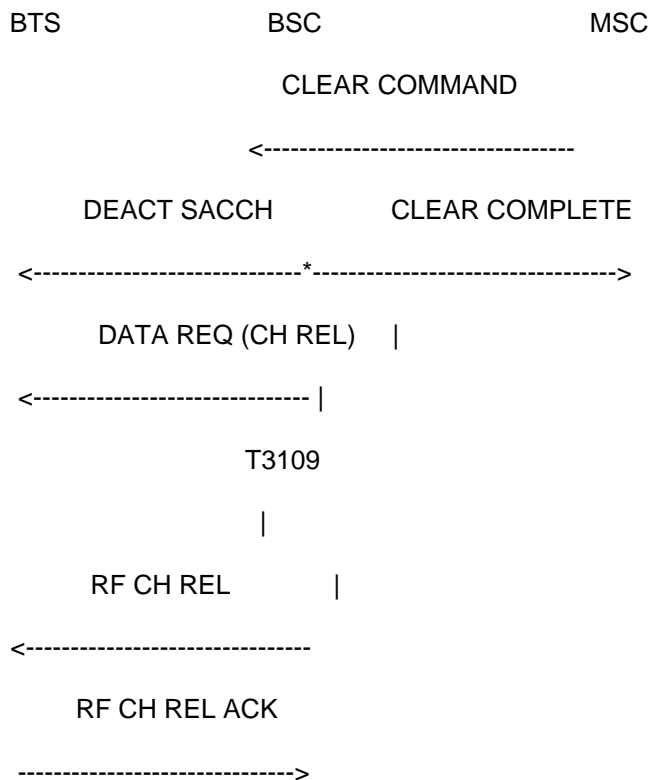 BTS BSC MSC
CLEAR COMMAND
<-----------------------------------
DEACT SACCH CLEAR COMPLETE
<------------------------------*---------------------------------->
DATA REQ (CH REL) |
<------------------------------- |
T3109
|
RF CH REL |
<--------------------------------
RF CH REL ACK
------------------------------->